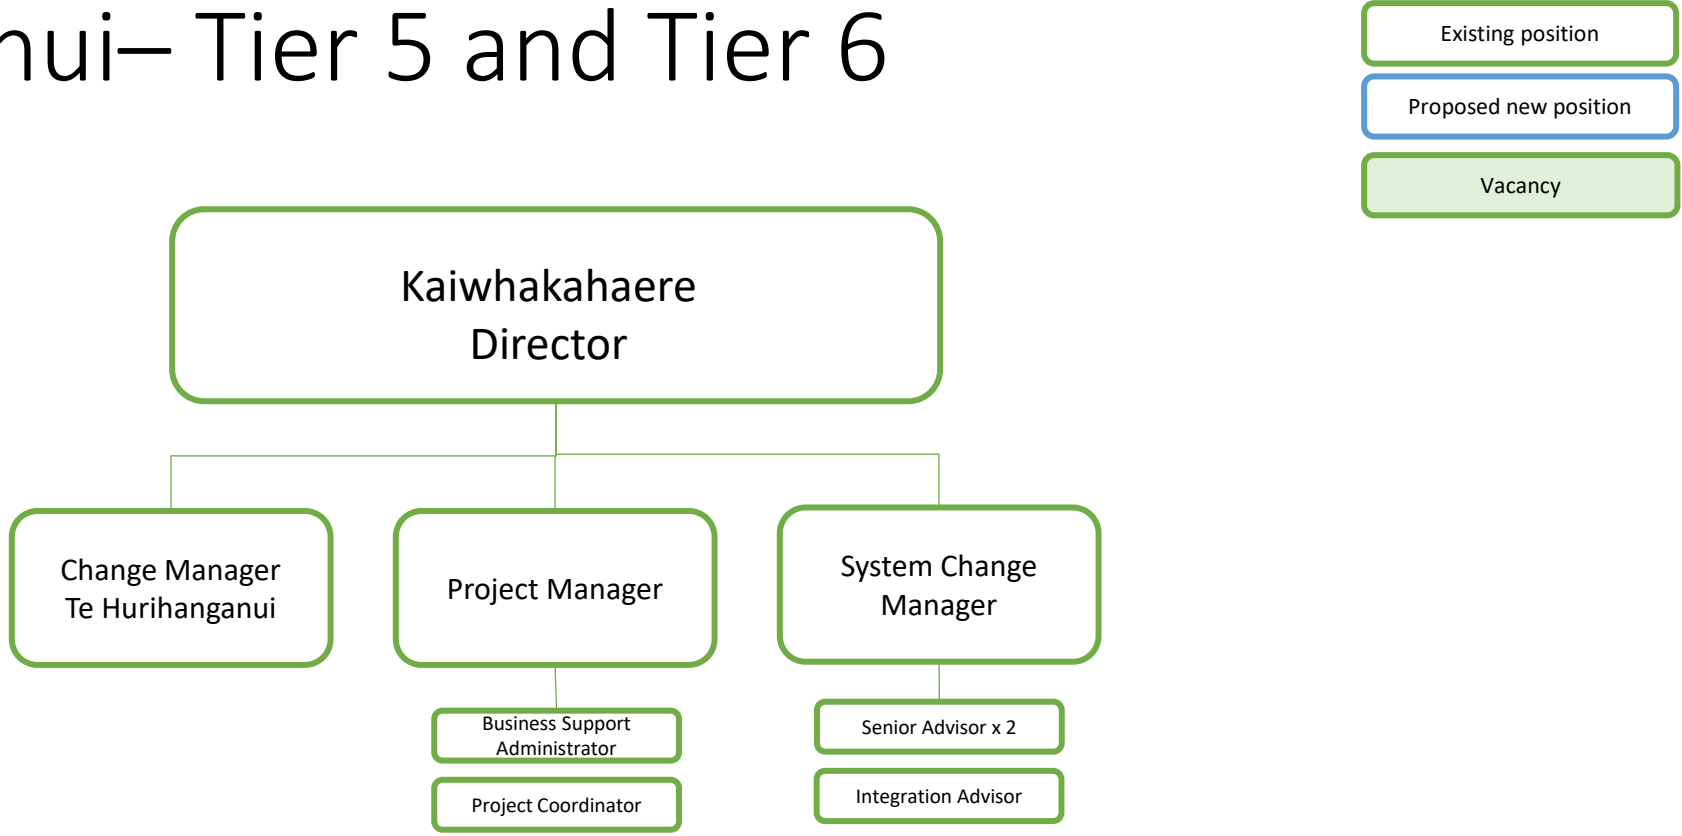 nui– Tier 5 and Tier 6
Existing position
Proposed new position
Vacancy
Kaiwhakahaere
Director
Change Manager
Te Hurihanganui
Project Manager
System Change
Manager
Business Support
Administrator
Project Coordinator
Senior Advisor x 2
Integration Advisor